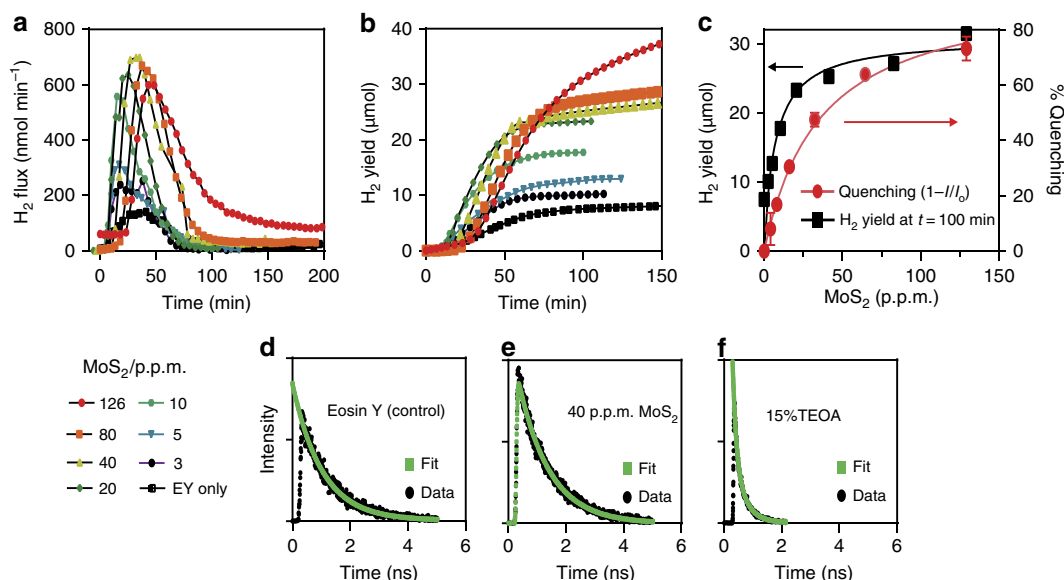 a
H₂ flux (nmol min⁻¹)
800
600
400
200
0
0 50 100 150 200
Time (min)
b
H₂ yield (μmol)
40
30
20
10
0
0 50 100 150
Time (min)
c
H₂ yield (μmol)
30
20
10
0
80
60
40
20
0
% Quenching
Quenching (1–I/Iₒ)
H₂ yield at t = 100 min
0 50 100 150
MoS₂ (p.p.m.)
MoS₂/p.p.m.
126 10
80 5
40 3
20 EY only
d
Intensity
Eosin Y (control)
Fit
Data
0 2 4 6
Time (ns)
e
40 p.p.m. MoS₂
Fit
Data
0 2 4 6
Time (ns)
f
15%TEOA
Fit
Data
0 2 4 6
Time (ns)